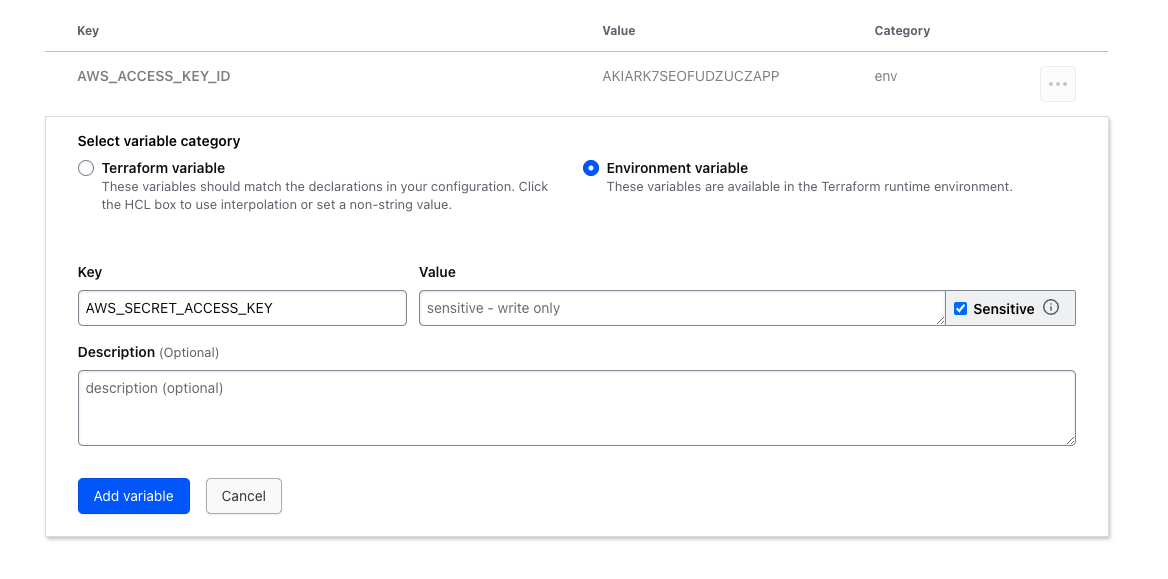 Key Value Category
AWS_ACCESS_KEY_ID AKIARK7SEOFUDZUCZAPP env
Select variable category
Terraform variable
These variables should match the declarations in your configuration. Click
the HCL box to use interpolation or set a non-string value.
Environment variable
These variables are available in the Terraform runtime environment.
Key Value
AWS_SECRET_ACCESS_KEY sensitive - write only Sensitive
Description (Optional)
description (optional)
Add variable Cancel